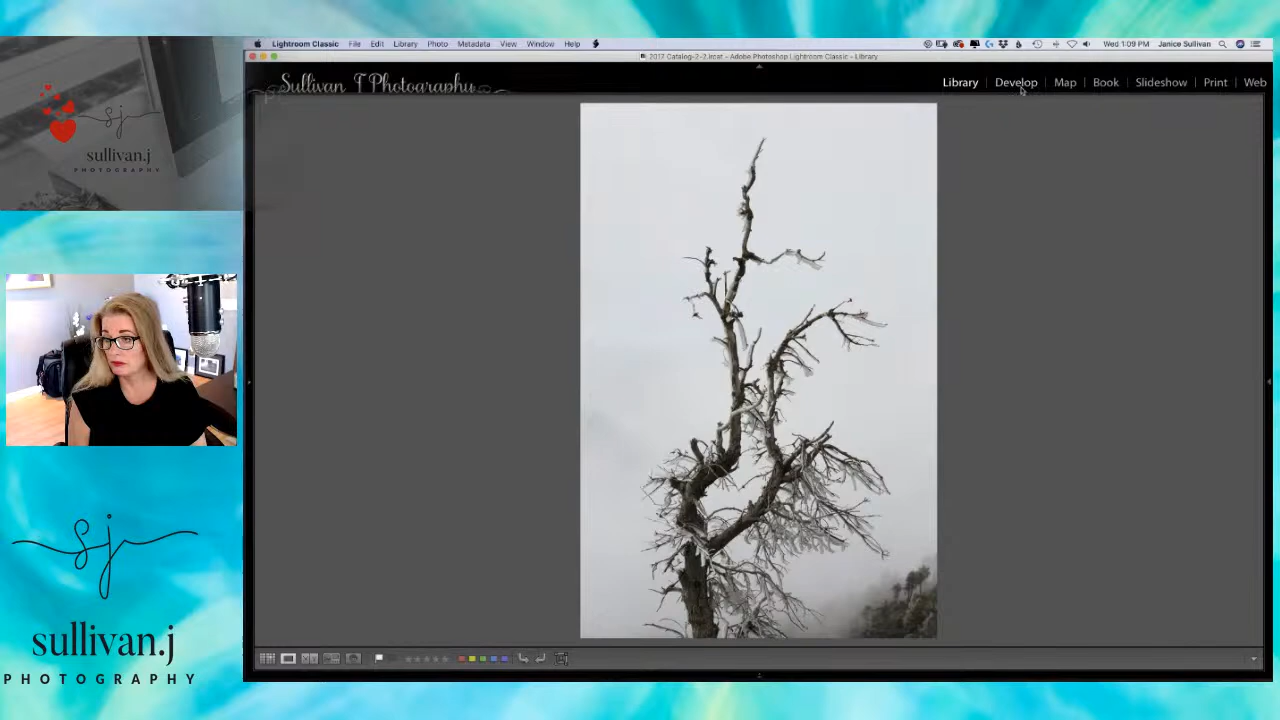 Lightroom Classic File Edit Library Photo Metadata View Window Help
Wed 1:09 PM Janice Sullivan
2017 Catalog-2-2.lrcat - Adobe Photoshop Lightroom Classic - Library
Sullivan J Photography
Library | Develop | Map | Book | Slideshow | Print | Web
sj
sullivan.j
PHOTOGRAPHY
sj
sullivan.j
PHOTOGRAPHY